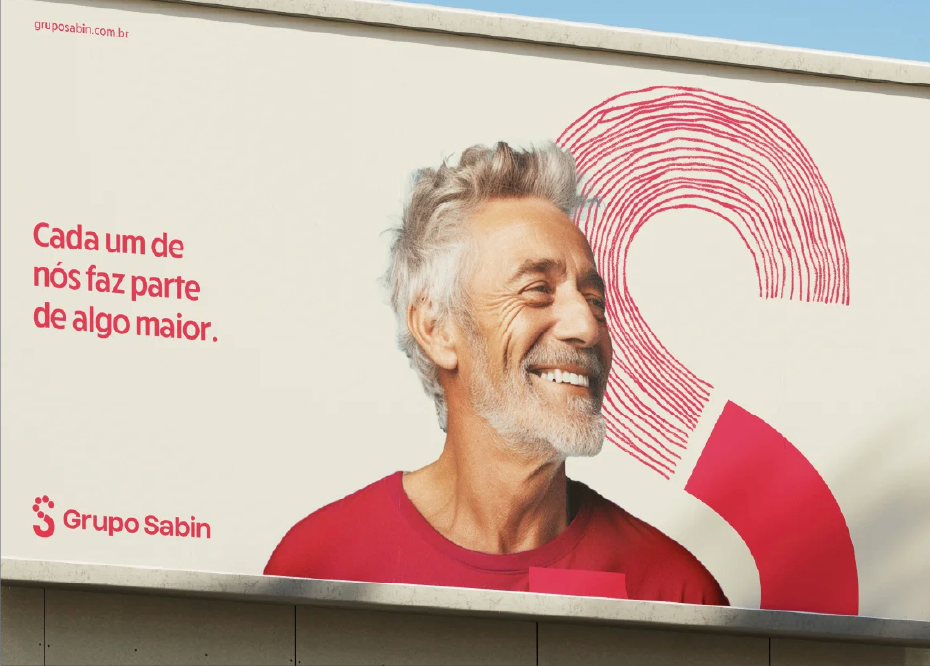 gruposabin.com.br
Cada um de
nós faz parte
de algo maior.
Grupo Sabin